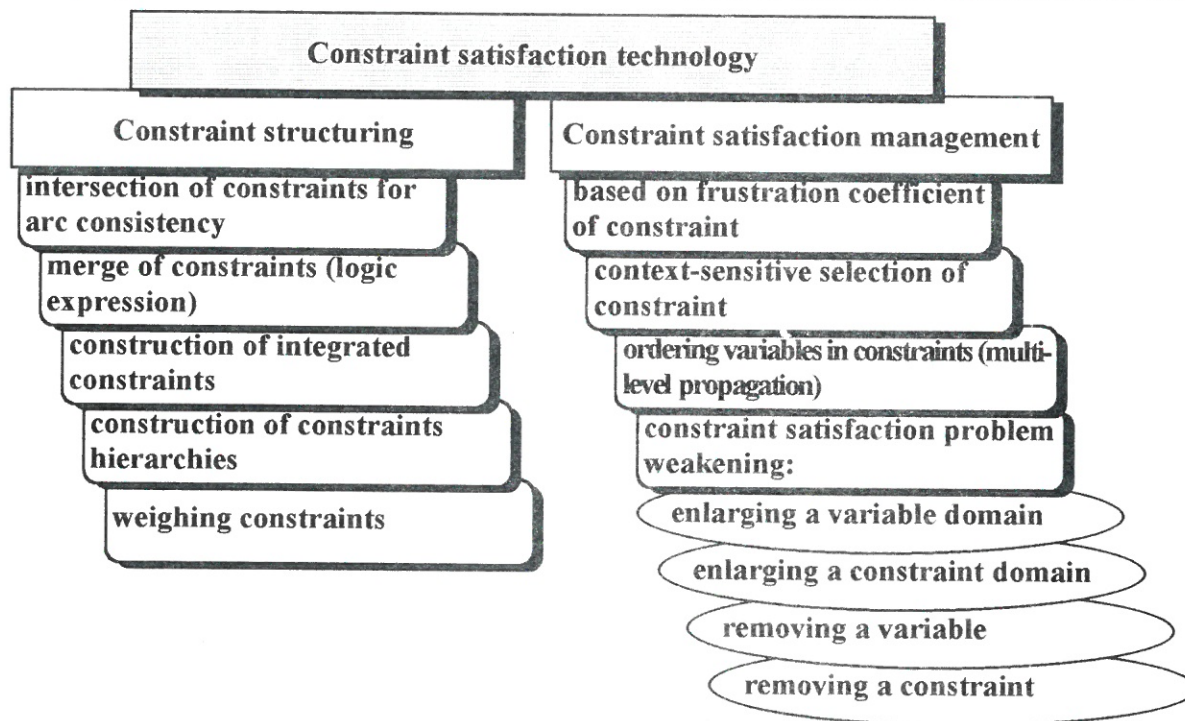 Constraint satisfaction technology
Constraint structuring
intersection of constraints for
arc consistency
merge of constraints (logic
expression)
construction of integrated
constraints
construction of constraints
hierarchies
weighing constraints
Constraint satisfaction management
based on frustration coefficient
of constraint
context-sensitive selection of
constraint
ordering variables in constraints (multi-
level propagation)
constraint satisfaction problem
weakening:
enlarging a variable domain
enlarging a constraint domain
removing a variable
removing a constraint